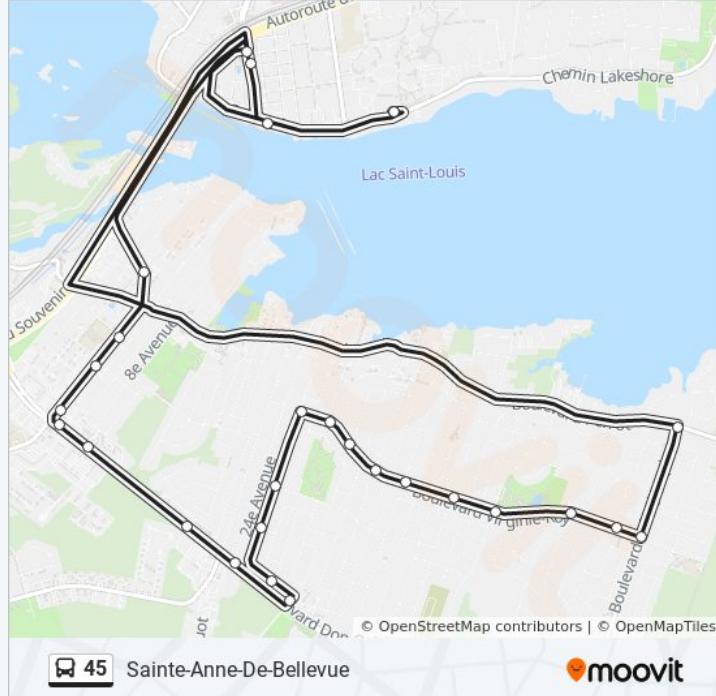 Autoroute d
Chemin Lakeshore
Lac Saint-Louis
u Souvenir
8e Avenue
24e Avenue
Boulevard Virginie-Roy
Boulevard
© OpenStreetMap contributors | © OpenMapTiles
45 Sainte-Anne-De-Bellevue
moovit